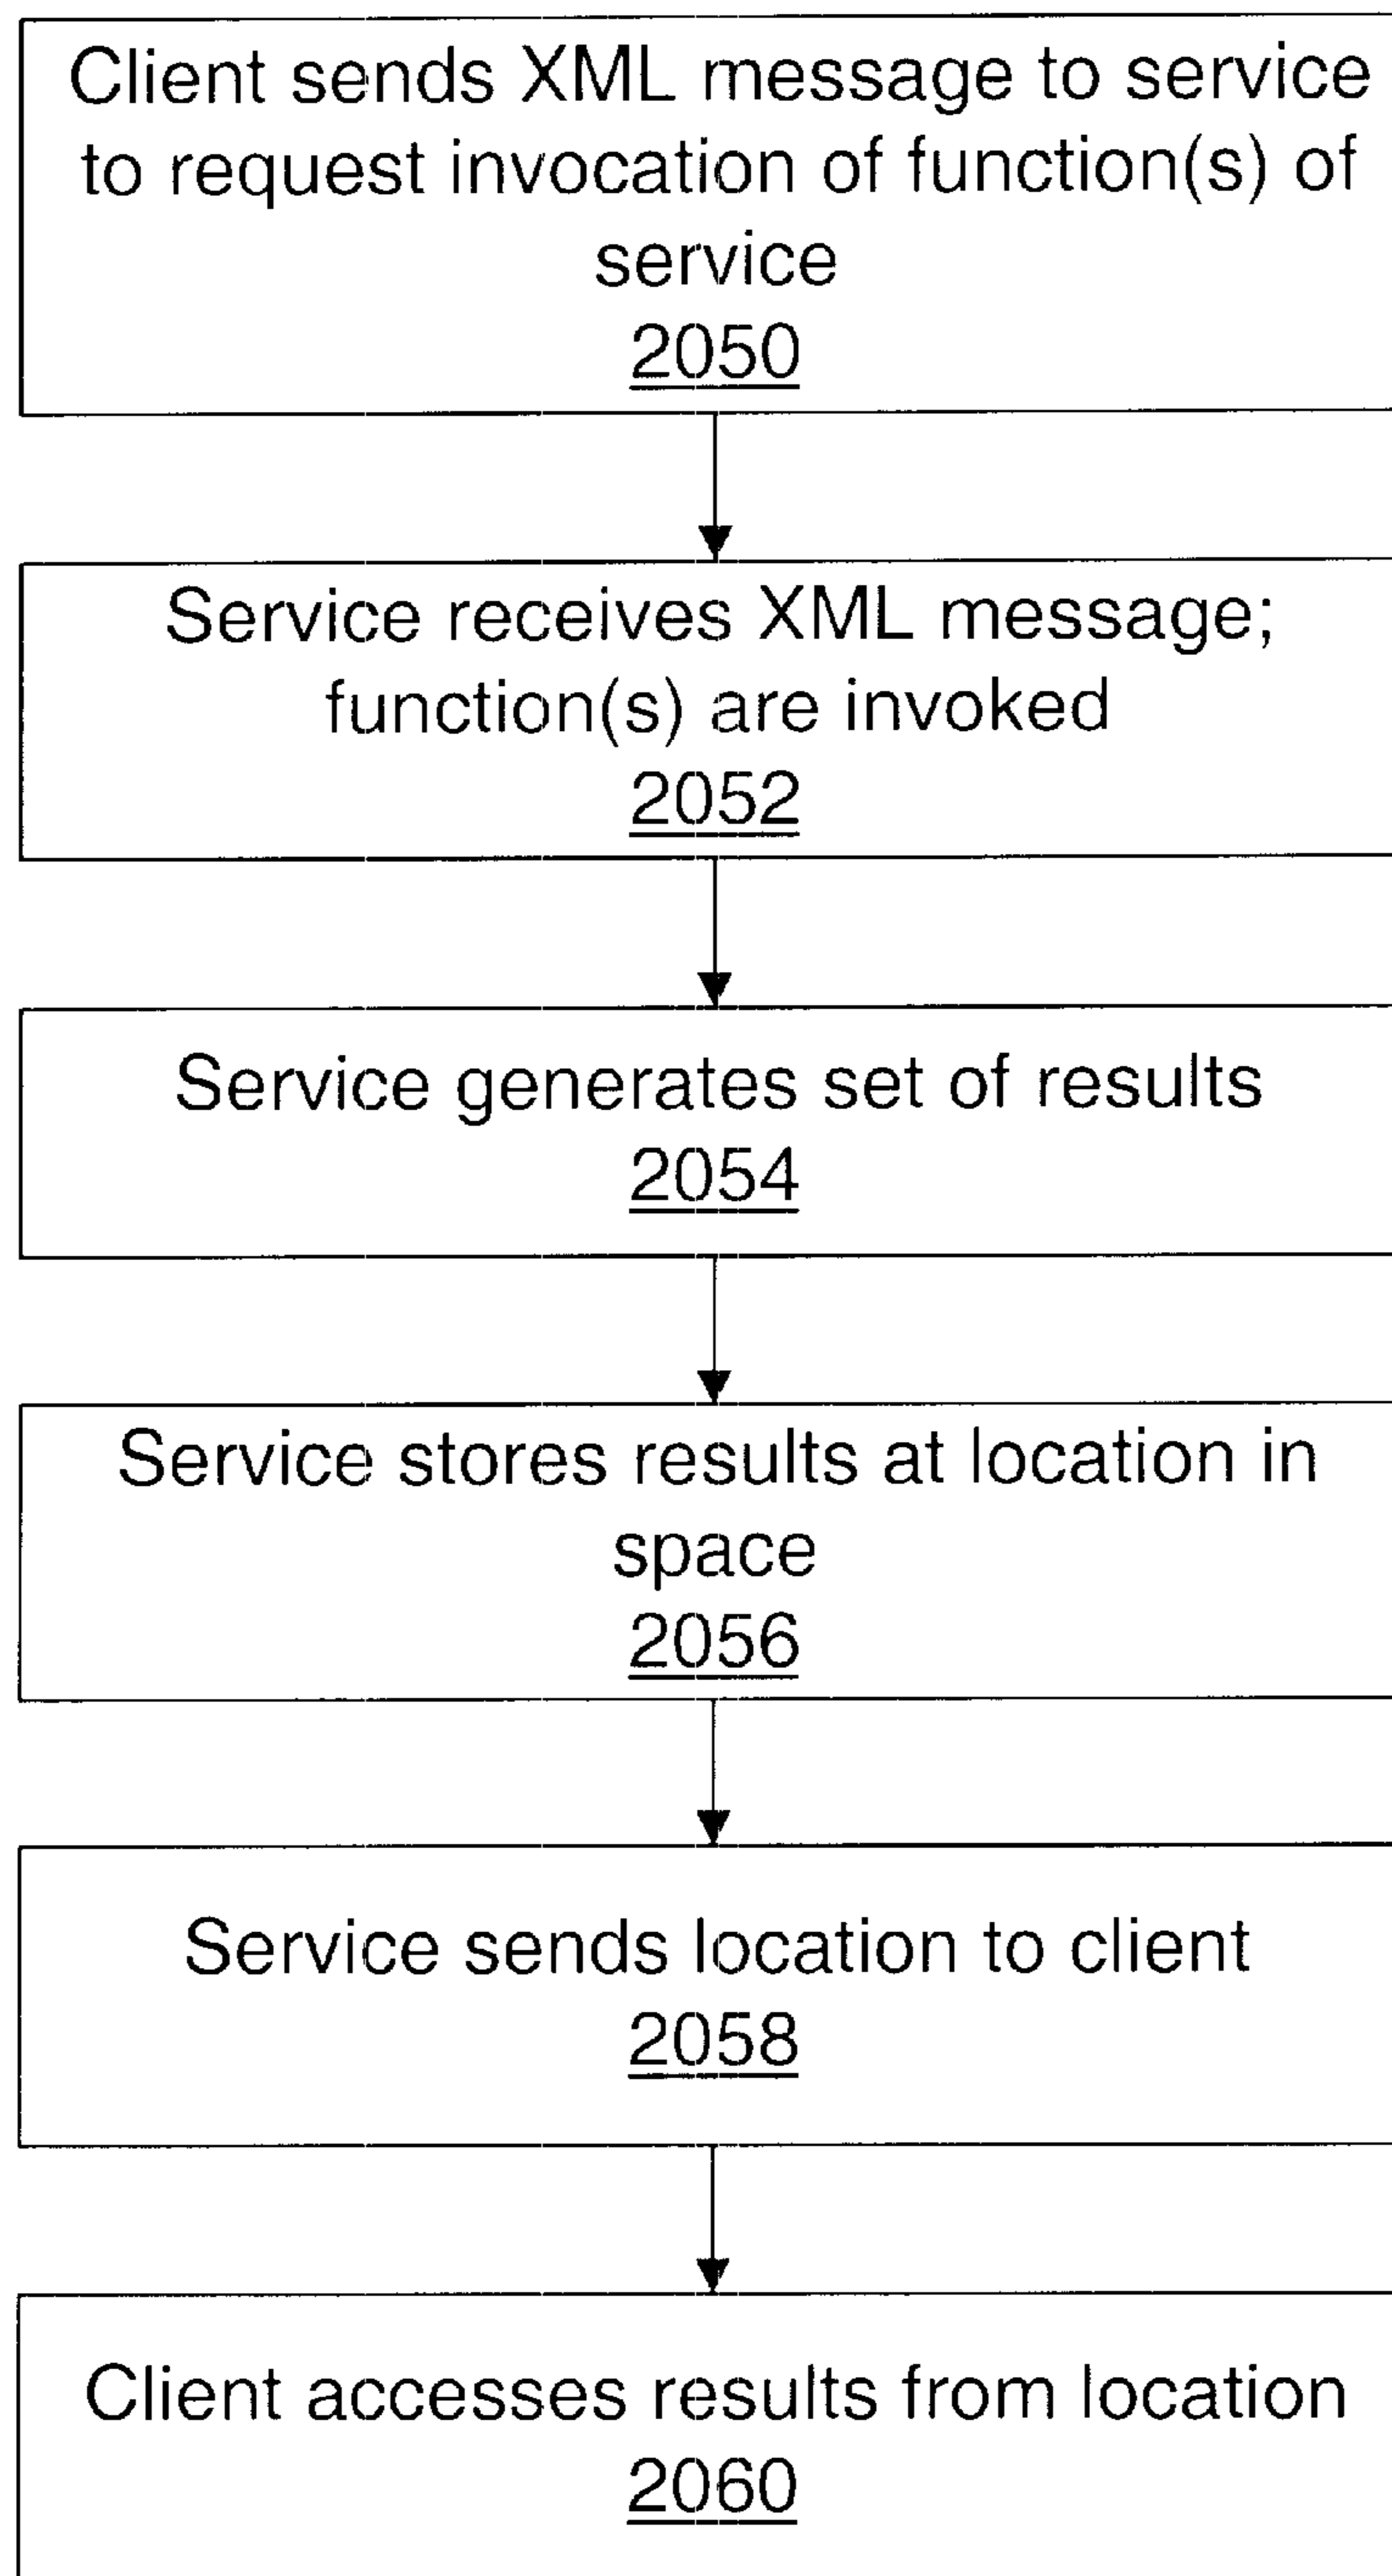 Client sends XML message to service
to request invocation of function(s) of
service
2050
Service receives XML message;
function(s) are invoked
2052
Service generates set of results
2054
Service stores results at location in
space
2056
Service sends location to client
2058
Client accesses results from location
2060